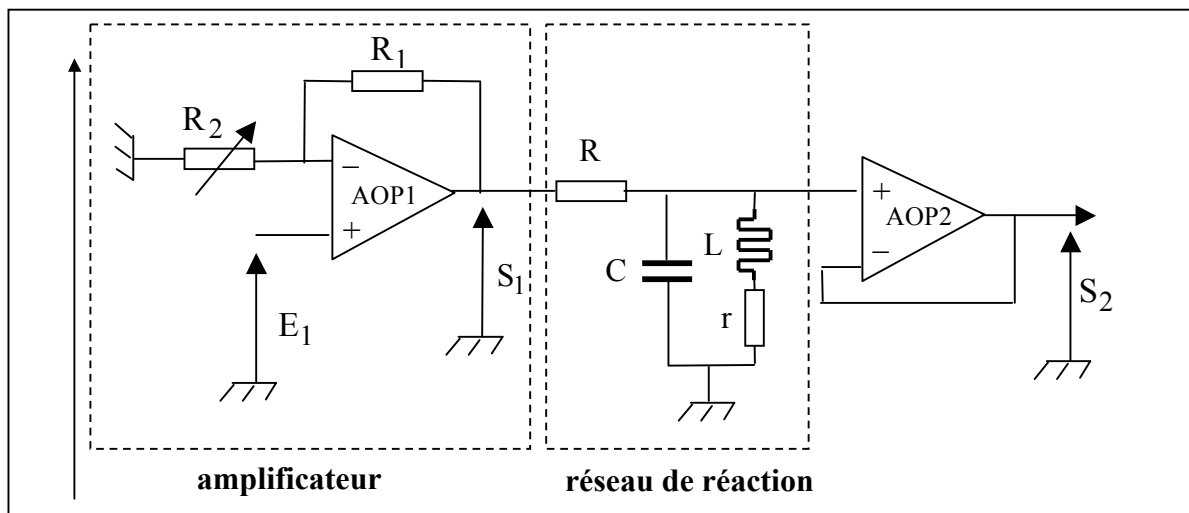 R1
R2
−
AOP1
+
E1
S1
R
C
L
r
+
AOP2
−
S2
amplificateur
réseau de réaction